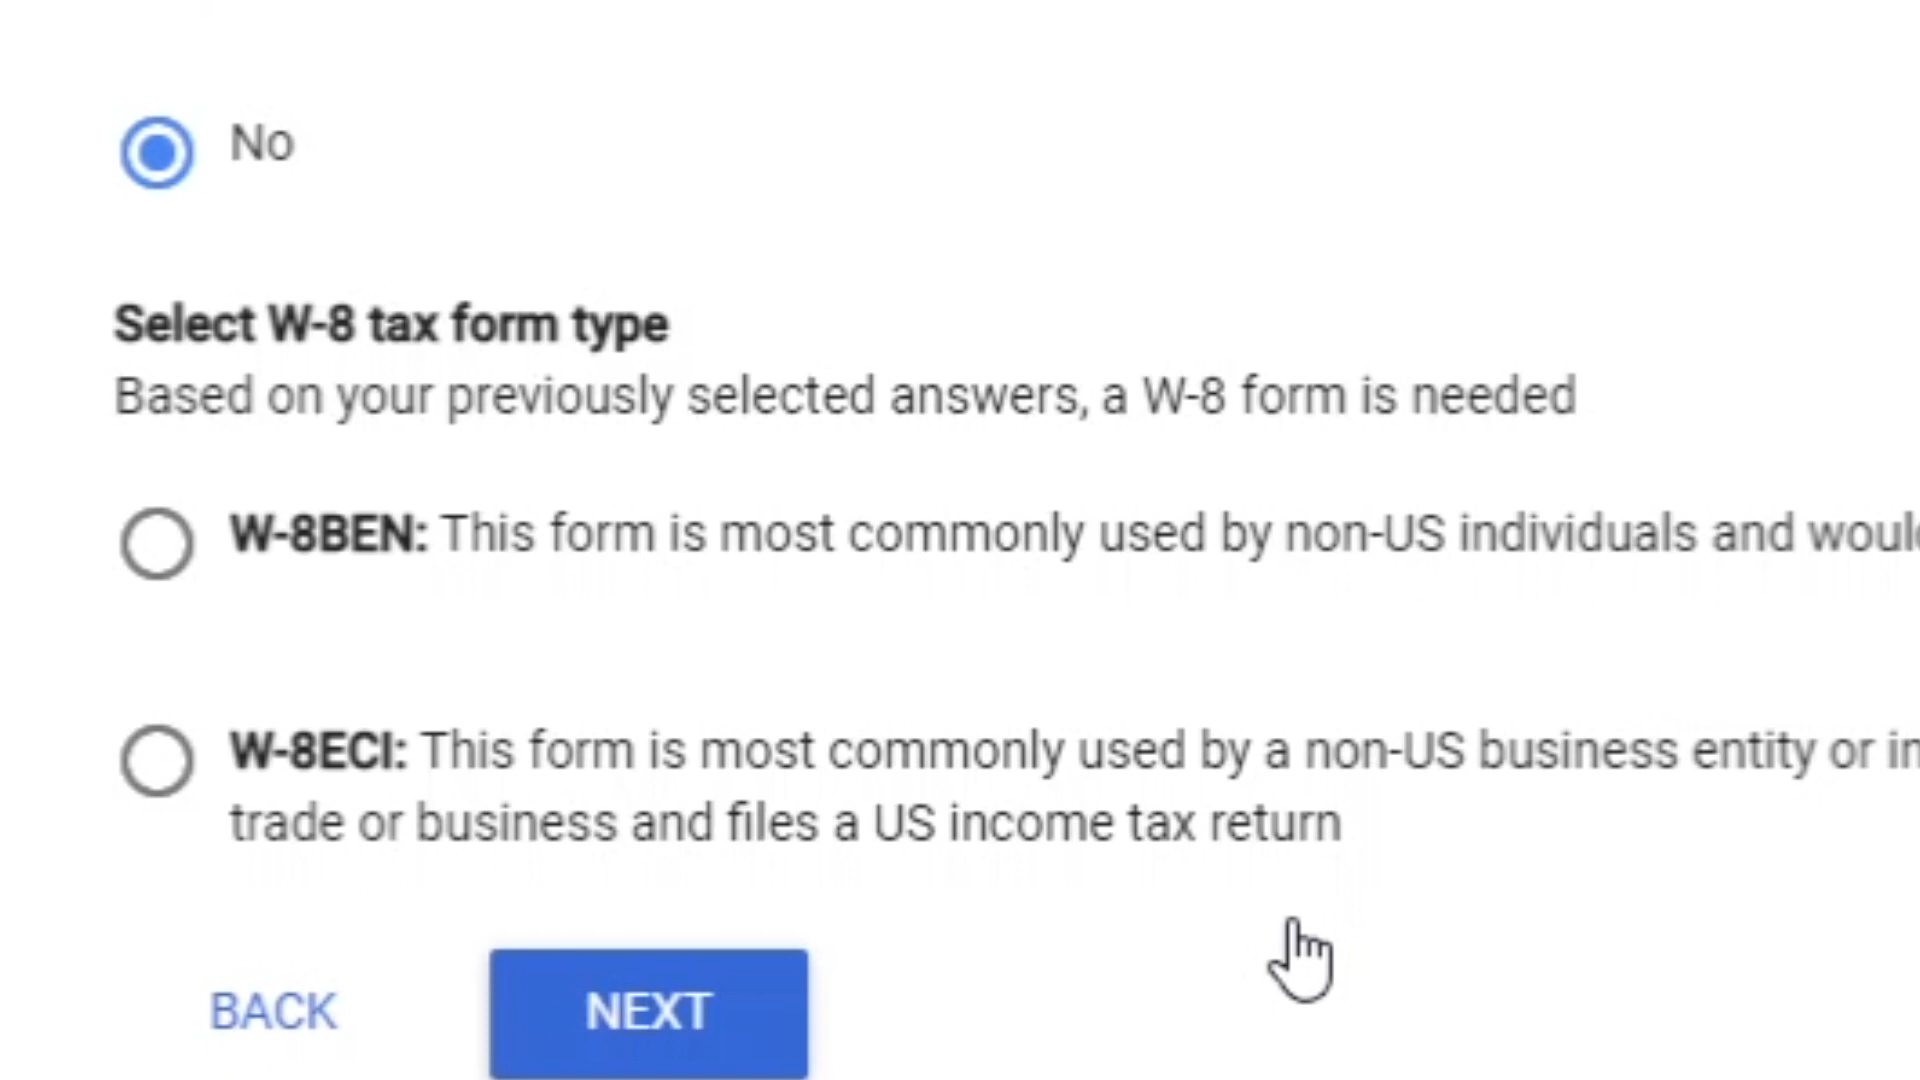 No
Select W-8 tax form type
Based on your previously selected answers, a W-8 form is needed
W-8BEN: This form is most commonly used by non-US individuals and
W-8ECI: This form is most commonly used by a non-US business entity or
trade or business and files a US income tax return
BACK
NEXT